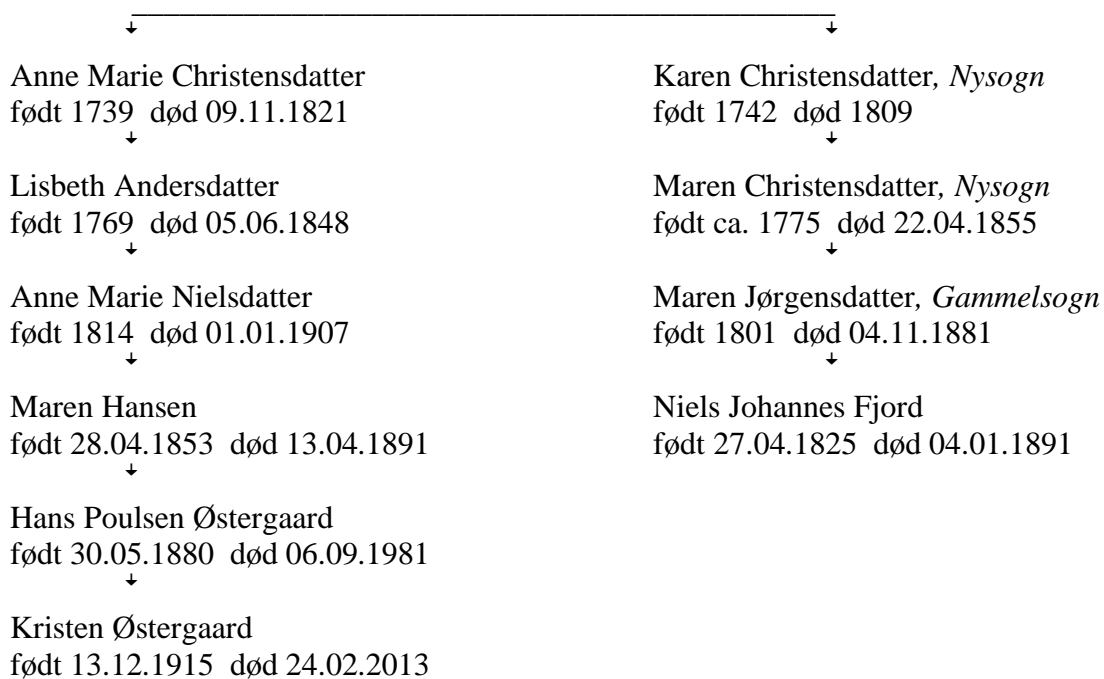 Anne Marie Christensdatter
født 1739 død 09.11.1821
Lisbeth Andersdatter
født 1769 død 05.06.1848
Anne Marie Nielsdatter
født 1814 død 01.01.1907
Maren Hansen
født 28.04.1853 død 13.04.1891
Hans Poulsen Østergaard
født 30.05.1880 død 06.09.1981
Kristen Østergaard
født 13.12.1915 død 24.02.2013
Karen Christensdatter, Nysogn
født 1742 død 1809
Maren Christensdatter, Nysogn
født ca. 1775 død 22.04.1855
Maren Jørgensdatter, Gammelsogn
født 1801 død 04.11.1881
Niels Johannes Fjord
født 27.04.1825 død 04.01.1891